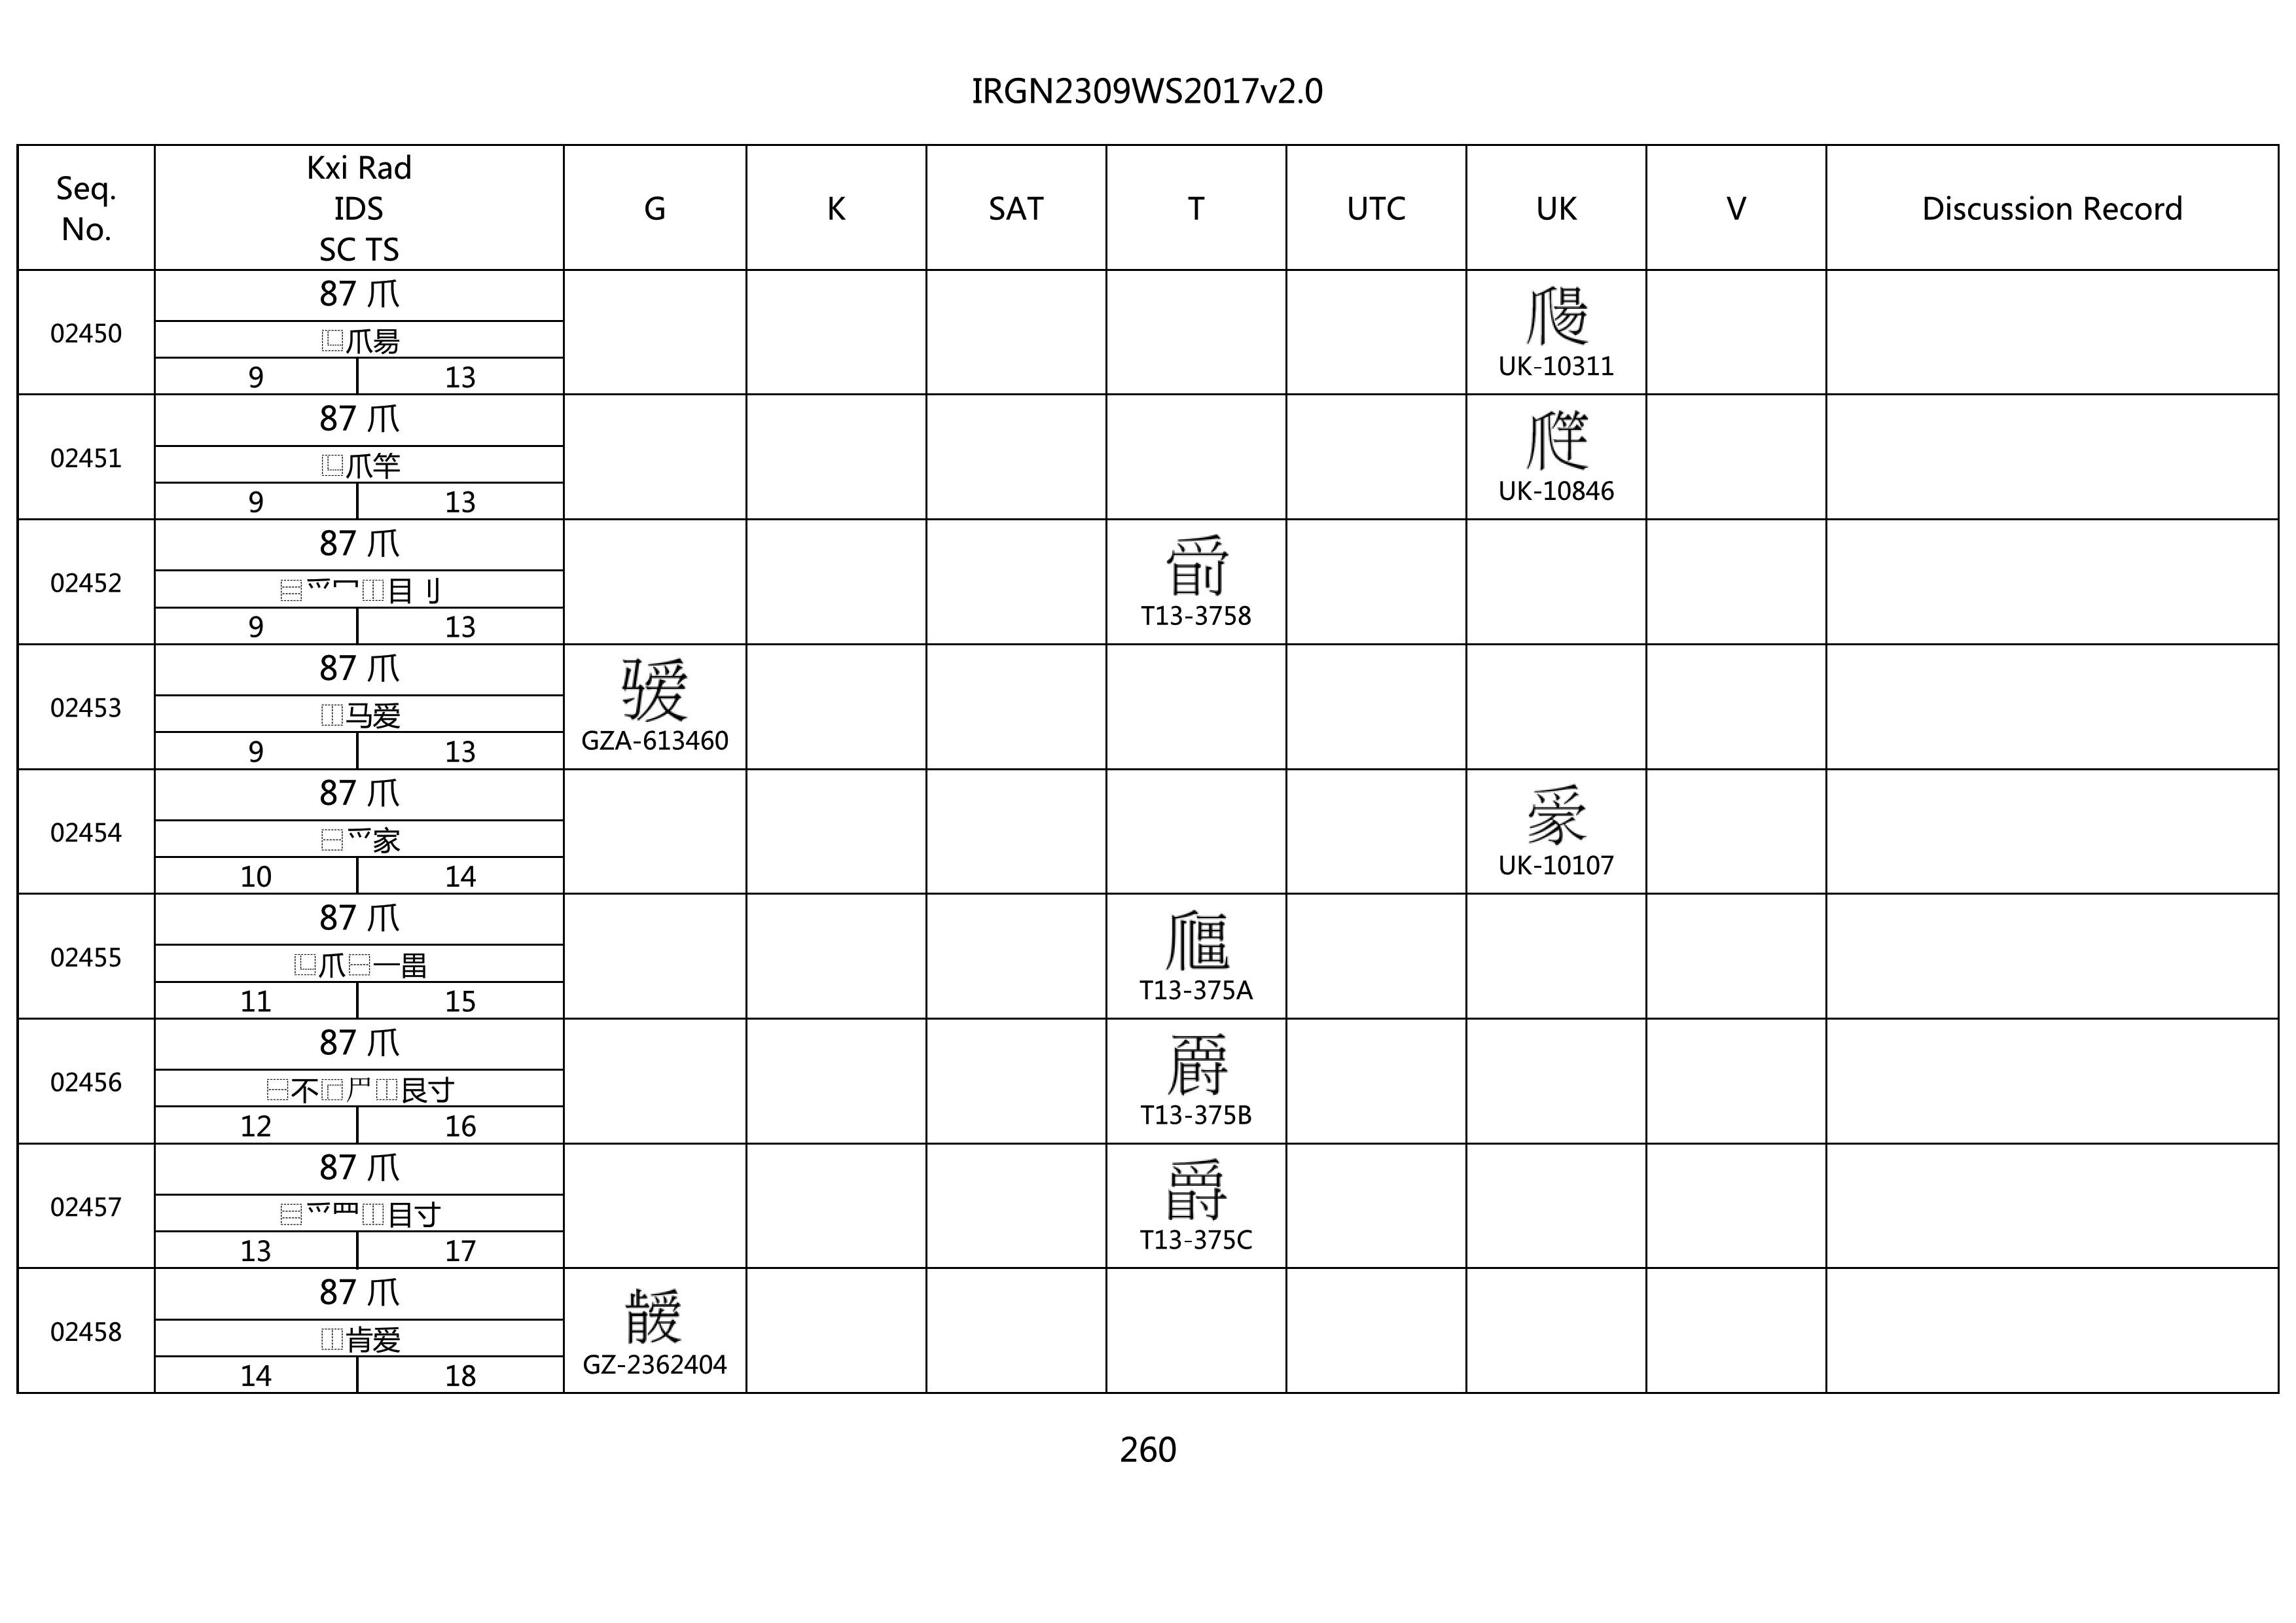 IRGN2309WS2017v2.0
Seq. No. Kxi Rad IDS SC TS G K SAT T UTC UK V Discussion Record
02450
87 爪
⿺爪昜
9 13
UK-10311
02451
87 爪
⿺爪竿
9 13
UK-10846
02452
87 爪
⿳爫冖⿰目刂
9 13
T13-3758
02453
87 爪
⿰马爱
9 13
GZA-613460
02454
87 爪
⿱爫家
10 14
UK-10107
02455
87 爪
⿺爪⿱一畾
11 15
T13-375A
02456
87 爪
⿱不⿸严⿰艮寸
12 16
T13-375B
02457
87 爪
⿳爫罒⿰目寸
13 17
T13-375C
02458
87 爪
⿰肯爱
14 18
GZ-2362404
260